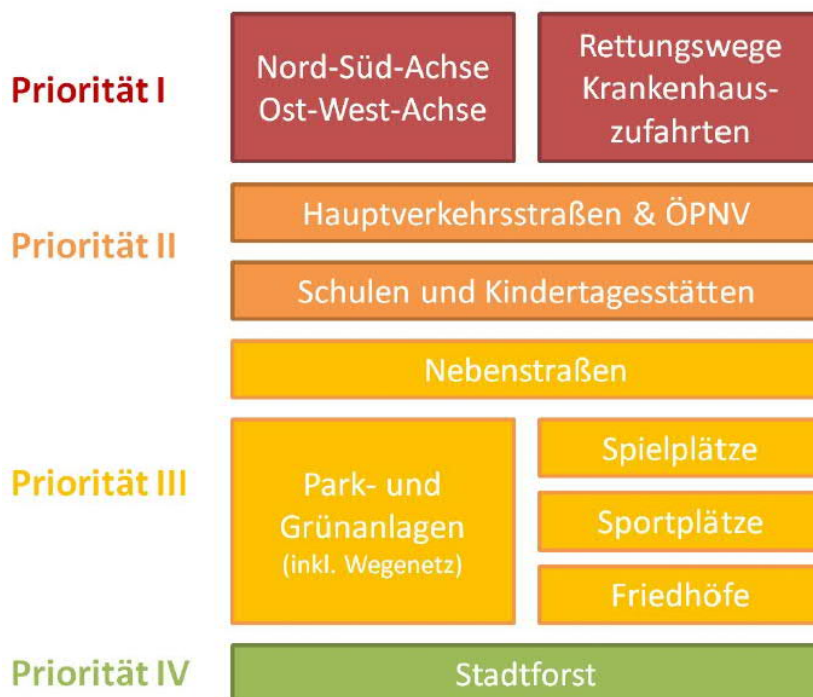 Priorität I
Nord-Süd-Achse
Ost-West-Achse
Rettungswege
Krankenhaus-
zufahrten
Priorität II
Hauptverkehrsstraßen & ÖPNV
Schulen und Kindertagesstätten
Priorität III
Nebenstraßen
Park- und
Grünanlagen
(inkl. Wegenetz)
Spielplätze
Sportplätze
Friedhöfe
Priorität IV
Stadtforst